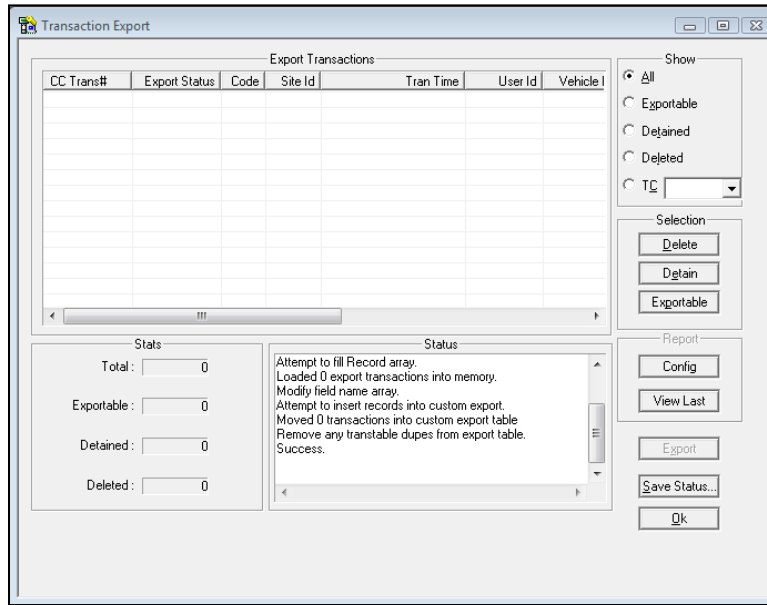 Transaction Export
Export Transactions
CC Trans# Export Status Code Site Id Tran Time User Id Vehicle I
Show
All
Exportable
Detained
Deleted
TC
Selection
Delete
Detain
Exportable
Report
Config
View Last
Export
Save Status...
Ok
Stats
Total : 0
Exportable : 0
Detained : 0
Deleted : 0
Status
Attempt to fill Record array.
Loaded 0 export transactions into memory.
Modify field name array.
Attempt to insert records into custom export.
Moved 0 transactions into custom export table
Remove any transtable dupes from export table.
Success.